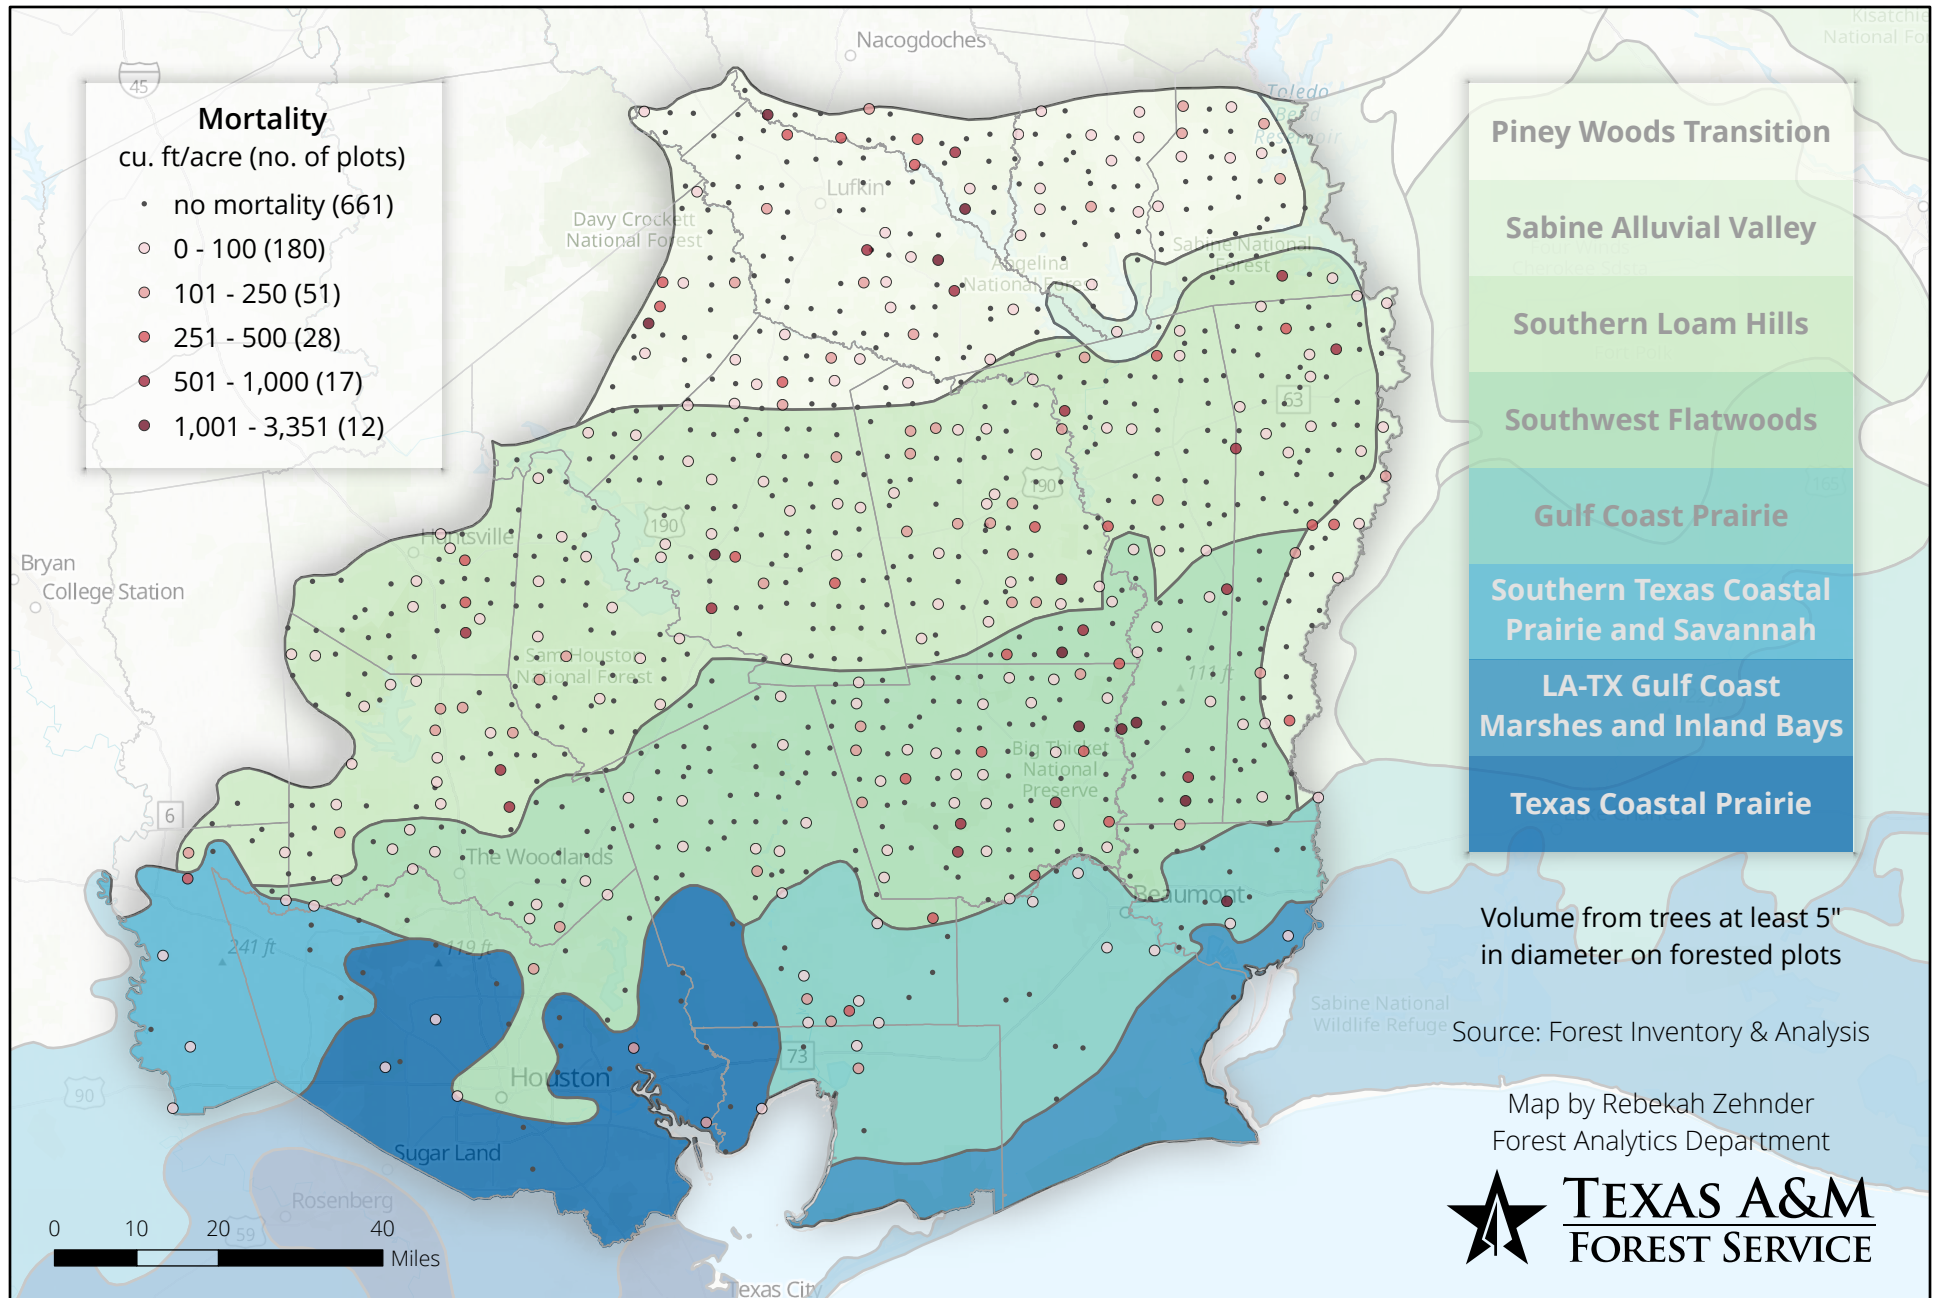 Kisatchie
National For
Nacogdoches
45
Toledo
Bend
Reservoir
Mortality
cu. ft/acre (no. of plots)
no mortality (661)
0 - 100 (180)
101 - 250 (51)
251 - 500 (28)
501 - 1,000 (17)
1,001 - 3,351 (12)
Piney Woods Transition
Sabine Alluvial Valley
Southern Loam Hills
Southwest Flatwoods
Gulf Coast Prairie
Southern Texas Coastal
Prairie and Savannah
LA-TX Gulf Coast
Marshes and Inland Bays
Texas Coastal Prairie
Lufkin
Davy Crockett
National Forest
Sabine National
Forest
Angelina
National Forest
63
190
190
165
Huntsville
Bryan
College Station
Sam Houston
National Forest
111 ft
Big Thicket
National
Preserve
6
The Woodlands
Beaumont
241 ft
119 ft
Volume from trees at least 5"
in diameter on forested plots
Sabine National
Wildlife Refuge
Source: Forest Inventory & Analysis
73
Houston
90
Map by Rebekah Zehnder
Forest Analytics Department
Sugar Land
Rosenberg
59
Texas City
0 10 20 40
Miles
TEXAS A&M
FOREST SERVICE